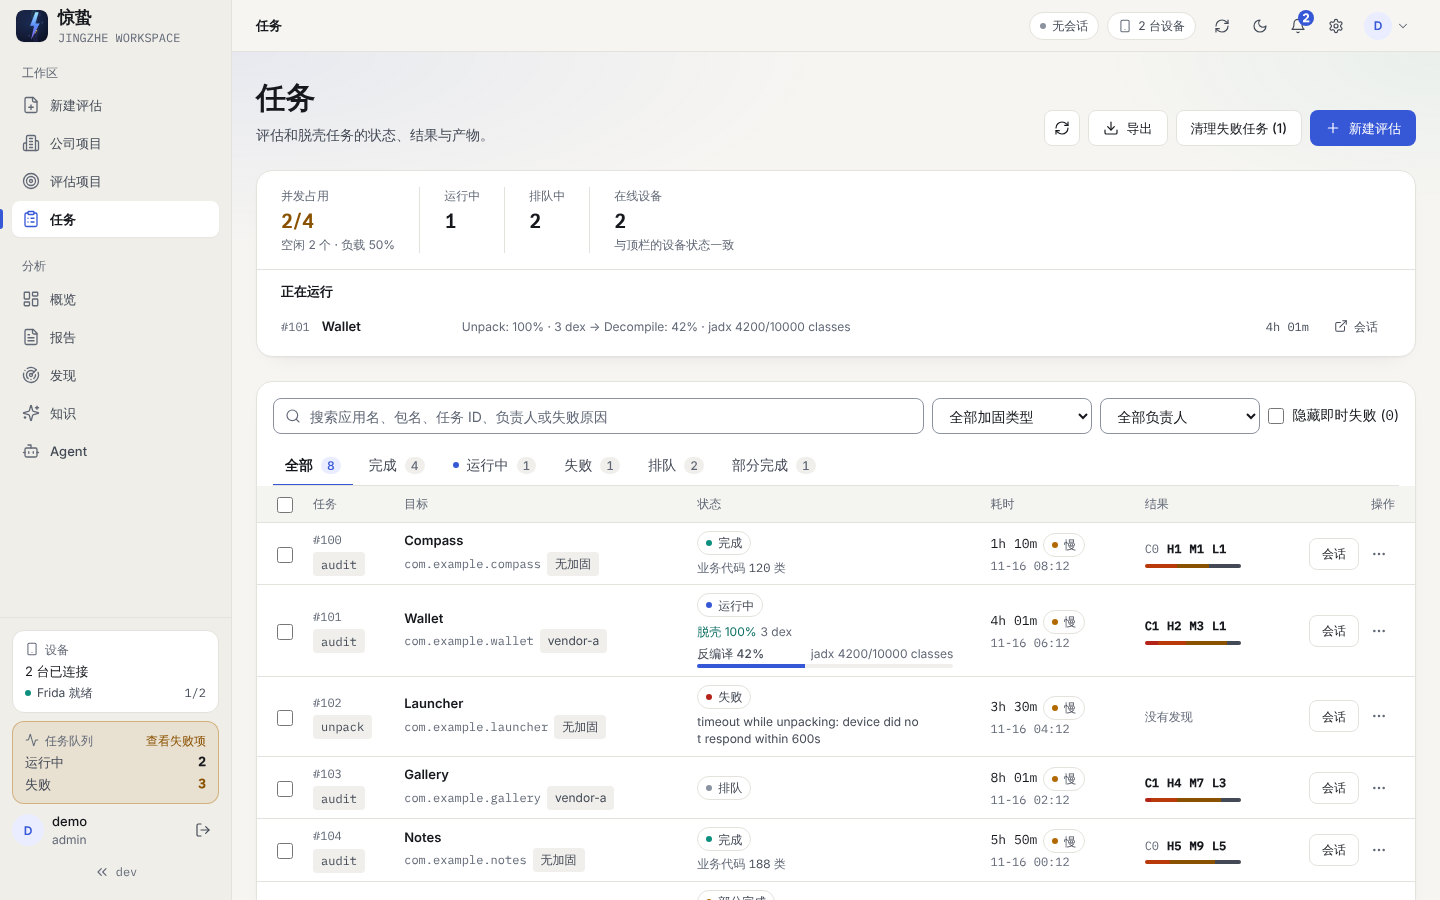 惊蛰
JINGZHE WORKSPACE
工作区
新建评估
公司项目
评估项目
任务
分析
概览
报告
发现
知识
Agent
设备
2 台已连接
Frida 就绪 1/2
任务队列 查看失败项
运行中 2
失败 3
D demo
admin
dev
任务
无会话
2 台设备
2
D
任务
评估和脱壳任务的状态、结果与产物。
导出
清理失败任务 (1)
新建评估
并发占用 运行中 排队中 在线设备
2/4 1 2 2
空闲 2 个 · 负载 50% 与顶栏的设备状态一致
正在运行
#101 Wallet Unpack: 100% · 3 dex → Decompile: 42% · jadx 4200/10000 classes 4h 01m 会话
搜索应用名、包名、任务 ID、负责人或失败原因
全部加固类型
全部负责人
隐藏即时失败 (0)
全部 8 完成 4 运行中 1 失败 1 排队 2 部分完成 1
任务 目标 状态 耗时 结果 操作
#100 Compass 完成 1h 10m 慢 C0 H1 M1 L1 会话
audit com.example.compass 无加固 业务代码 120 类 11-16 08:12
#101 Wallet 运行中 4h 01m 慢 C1 H2 M3 L1 会话
audit com.example.wallet vendor-a 脱壳 100% 3 dex 11-16 06:12
反编译 42% jadx 4200/10000 classes
#102 Launcher 失败 3h 30m 慢 没有发现 会话
unpack com.example.launcher 无加固 timeout while unpacking: device did no 11-16 04:12
t respond within 600s
#103 Gallery 排队 8h 01m 慢 C1 H4 M7 L3 会话
audit com.example.gallery vendor-a 11-16 02:12
#104 Notes 完成 5h 50m 慢 C0 H5 M9 L5 会话
audit com.example.notes 无加固 业务代码 188 类 11-16 00:12
部分完成